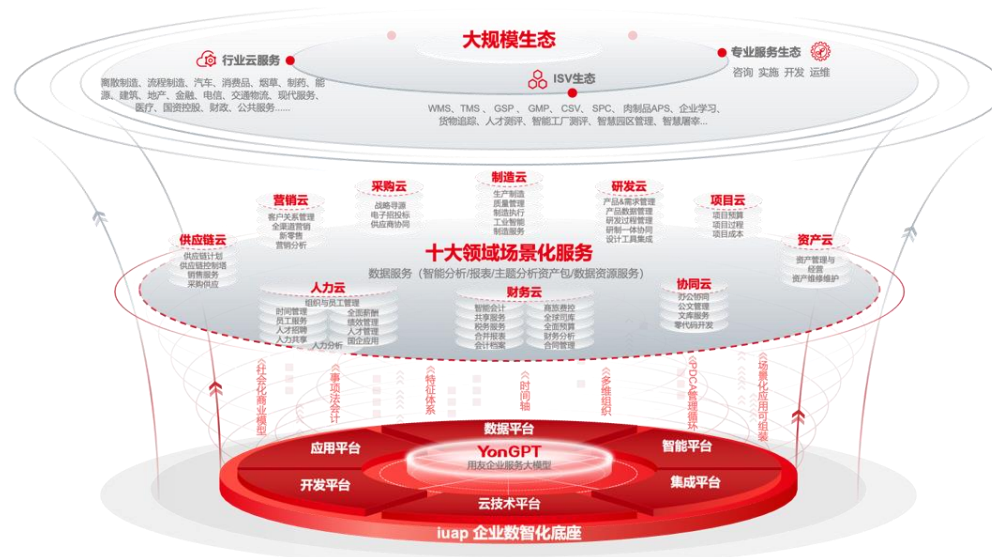 大规模生态
行业云服务
离散制造、流程制造、汽车、消费品、烟草、制药、能
源、建筑、地产、金融、电信、交通物流、现代服务、
医疗、国资控股、财政、公共服务......
ISV生态
WMS、TMS 、 GSP 、 GMP、CSV、SPC、肉制品APS、企业学习、
货物追踪、人才测评、智能工厂测评、智慧园区管理、智慧屠宰...
专业服务生态
咨询 实施 开发 运维
供应链云
供应链计划
供应链控制塔
销售服务
采购供应
营销云
客户关系管理
全渠道营销
新零售
营销分析
采购云
战略寻源
电子招投标
供应商协同
制造云
生产制造
质量管理
制造执行
工业智能
制造服务
研发云
产品&需求管理
产品数据管理
研发过程管理
研制一体协同
设计工具集成
项目云
项目预算
项目过程
项目成本
资产云
资产管理与
经营
资产维修维护
十大领域场景化服务
数据服务（智能分析/报表/主题分析资产包/数据资源服务）
人力云
组织与员工管理
时间管理
员工服务
人才招聘
人力共享
全面薪酬
绩效管理
人才管理
国企应用
人力分析
财务云
智能会计
共享服务
税务服务
合并报表
会计档案
商旅费控
全球司库
全面预算
财务分析
合同管理
协同云
办公协同
公文管理
文库服务
零代码开发
社会化商业模型
事项法会计
特征体系
时间轴
多维组织
PDCA管理循环
场景化应用可组装
数据平台
应用平台
智能平台
YonGPT
用友企业服务大模型
开发平台
集成平台
云技术平台
iuap 企业数智化底座